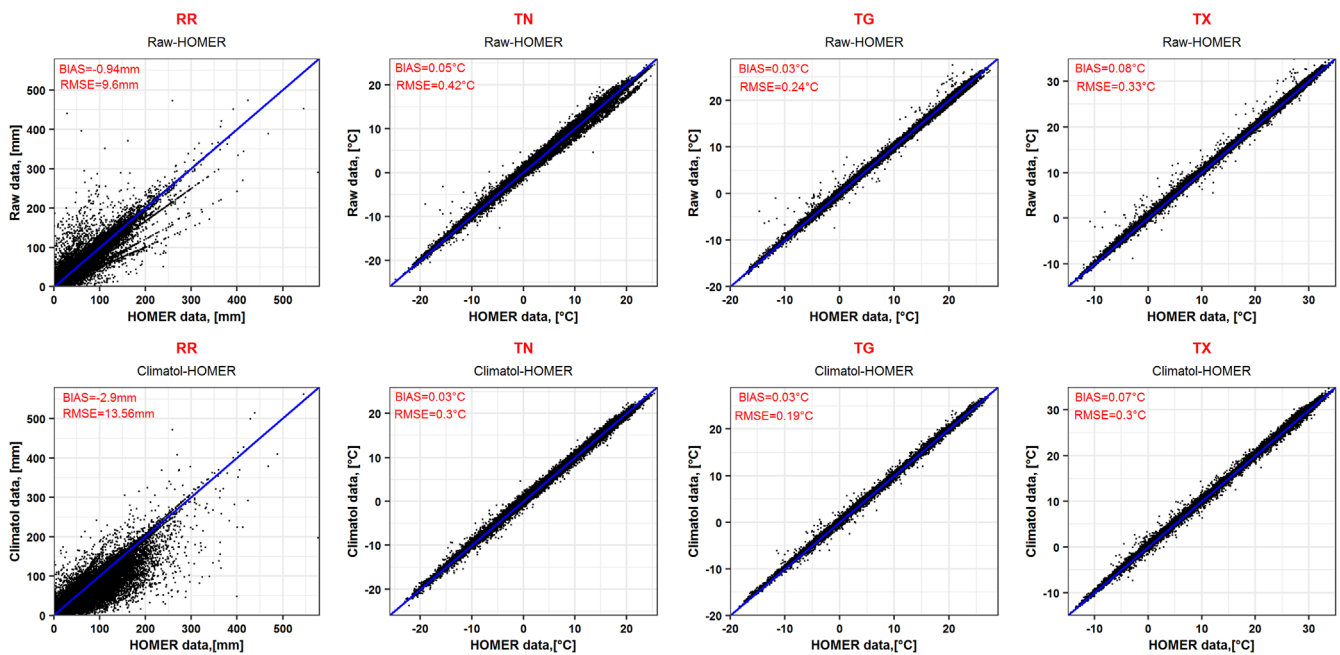 RR
Raw-HOMER
BIAS=-0.94mm
RMSE=9.6mm
500
400
300
200
100
0
Raw data, [mm]
0 100 200 300 400 500
HOMER data, [mm]
TN
Raw-HOMER
BIAS=0.05°C
RMSE=0.42°C
20
10
0
-10
-20
Raw data, [°C]
-20 -10 0 10 20
HOMER data, [°C]
TG
Raw-HOMER
BIAS=0.03°C
RMSE=0.24°C
20
10
0
-10
-20
Raw data, [°C]
-20 -10 0 10 20
HOMER data, [°C]
TX
Raw-HOMER
BIAS=0.08°C
RMSE=0.33°C
30
20
10
0
-10
Raw data, [°C]
-10 0 10 20 30
HOMER data, [°C]
RR
Climatol-HOMER
BIAS=-2.9mm
RMSE=13.56mm
500
400
300
200
100
0
Climatol data, [mm]
0 100 200 300 400 500
HOMER data,[mm]
TN
Climatol-HOMER
BIAS=0.03°C
RMSE=0.3°C
20
10
0
-10
-20
Climatol data, [°C]
-20 -10 0 10 20
HOMER data,[°C]
TG
Climatol-HOMER
BIAS=0.03°C
RMSE=0.19°C
20
10
0
-10
-20
Climatol data, [°C]
-20 -10 0 10 20
HOMER data,[°C]
TX
Climatol-HOMER
BIAS=0.07°C
RMSE=0.3°C
30
20
10
0
-10
Climatol data, [°C]
-10 0 10 20 30
HOMER data,[°C]